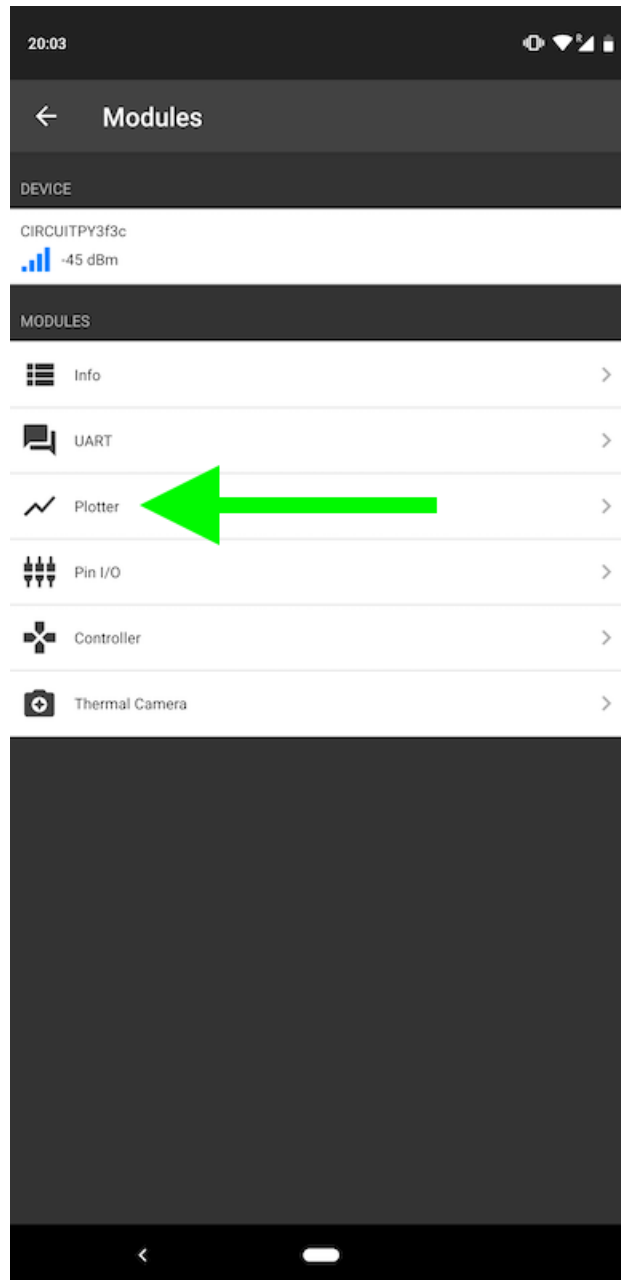 20:03
R
Modules
DEVICE
CIRCUITPY3f3c
-45 dBm
MODULES
Info
UART
Plotter
Pin I/O
Controller
Thermal Camera